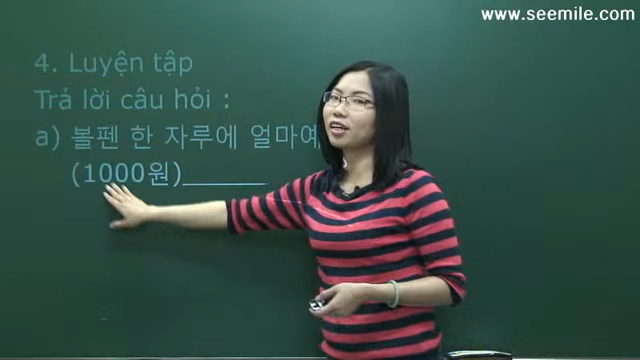 www.seemile.com
4. Luyện tập
Trả lời câu hỏi :
a) 볼펜 한 자루에 얼마예
(1000원)________